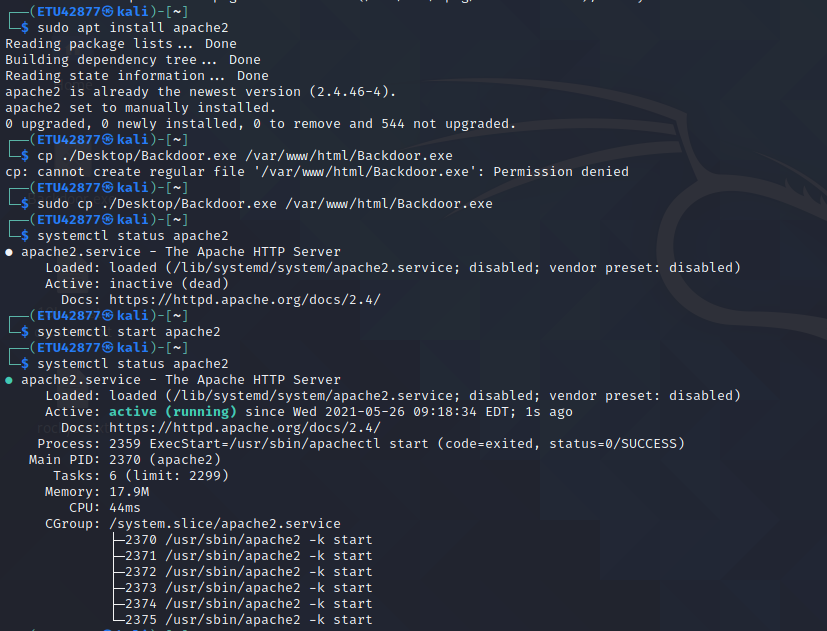 ┌──(ETU42877㉿kali)-[~]
└─$ sudo apt install apache2
Reading package lists... Done
Building dependency tree... Done
Reading state information... Done
apache2 is already the newest version (2.4.46-4).
apache2 set to manually installed.
0 upgraded, 0 newly installed, 0 to remove and 544 not upgraded.
┌──(ETU42877㉿kali)-[~]
└─$ cp ./Desktop/Backdoor.exe /var/www/html/Backdoor.exe
cp: cannot create regular file '/var/www/html/Backdoor.exe': Permission denied
┌──(ETU42877㉿kali)-[~]
└─$ sudo cp ./Desktop/Backdoor.exe /var/www/html/Backdoor.exe
┌──(ETU42877㉿kali)-[~]
└─$ systemctl status apache2
● apache2.service - The Apache HTTP Server
     Loaded: loaded (/lib/systemd/system/apache2.service; disabled; vendor preset: disabled)
     Active: inactive (dead)
       Docs: https://httpd.apache.org/docs/2.4/
┌──(ETU42877㉿kali)-[~]
└─$ systemctl start apache2
┌──(ETU42877㉿kali)-[~]
└─$ systemctl status apache2
● apache2.service - The Apache HTTP Server
     Loaded: loaded (/lib/systemd/system/apache2.service; disabled; vendor preset: disabled)
     Active: active (running) since Wed 2021-05-26 09:18:34 EDT; 1s ago
       Docs: https://httpd.apache.org/docs/2.4/
    Process: 2359 ExecStart=/usr/sbin/apachectl start (code=exited, status=0/SUCCESS)
   Main PID: 2370 (apache2)
      Tasks: 6 (limit: 2299)
     Memory: 17.9M
        CPU: 44ms
     CGroup: /system.slice/apache2.service
             ├─2370 /usr/sbin/apache2 -k start
             ├─2371 /usr/sbin/apache2 -k start
             ├─2372 /usr/sbin/apache2 -k start
             ├─2373 /usr/sbin/apache2 -k start
             ├─2374 /usr/sbin/apache2 -k start
             └─2375 /usr/sbin/apache2 -k start